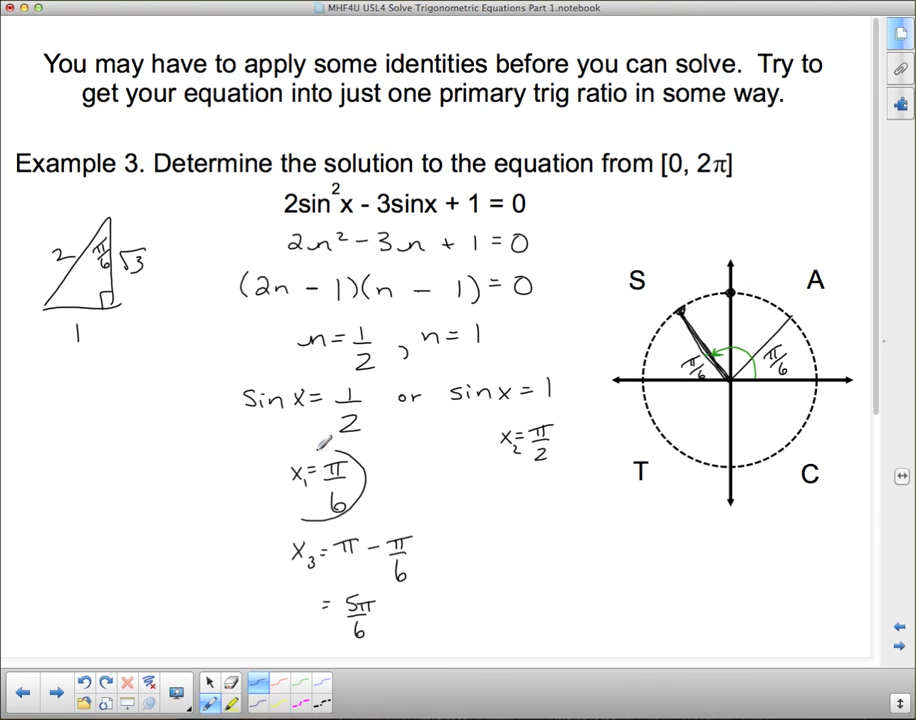 MHF4U U5L4 Solve Trigonometric Equations Part 1.notebook
You may have to apply some identities before you can solve. Try to
get your equation into just one primary trig ratio in some way.
Example 3. Determine the solution to the equation from [0, 2π]
2sin²x - 3sinx + 1 = 0
2n² - 3n + 1 = 0
(2n - 1)(n - 1) = 0
n = 1/2 , n = 1
sin x = 1/2 or sin x = 1
x₁ = π/6
x₂ = π/2
x₃ = π - π/6
= 5π/6
2 π/6 √3
1
S A
π/6 π/6
T C